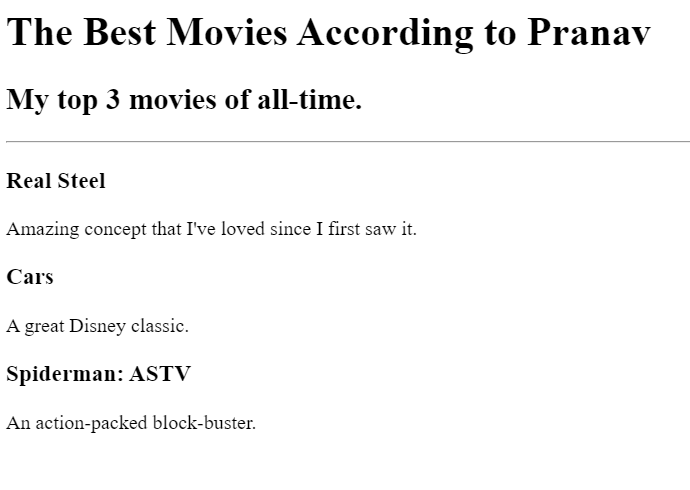 The Best Movies According to Pranav
My top 3 movies of all-time.
Real Steel
Amazing concept that I've loved since I first saw it.
Cars
A great Disney classic.
Spiderman: ASTV
An action-packed block-buster.